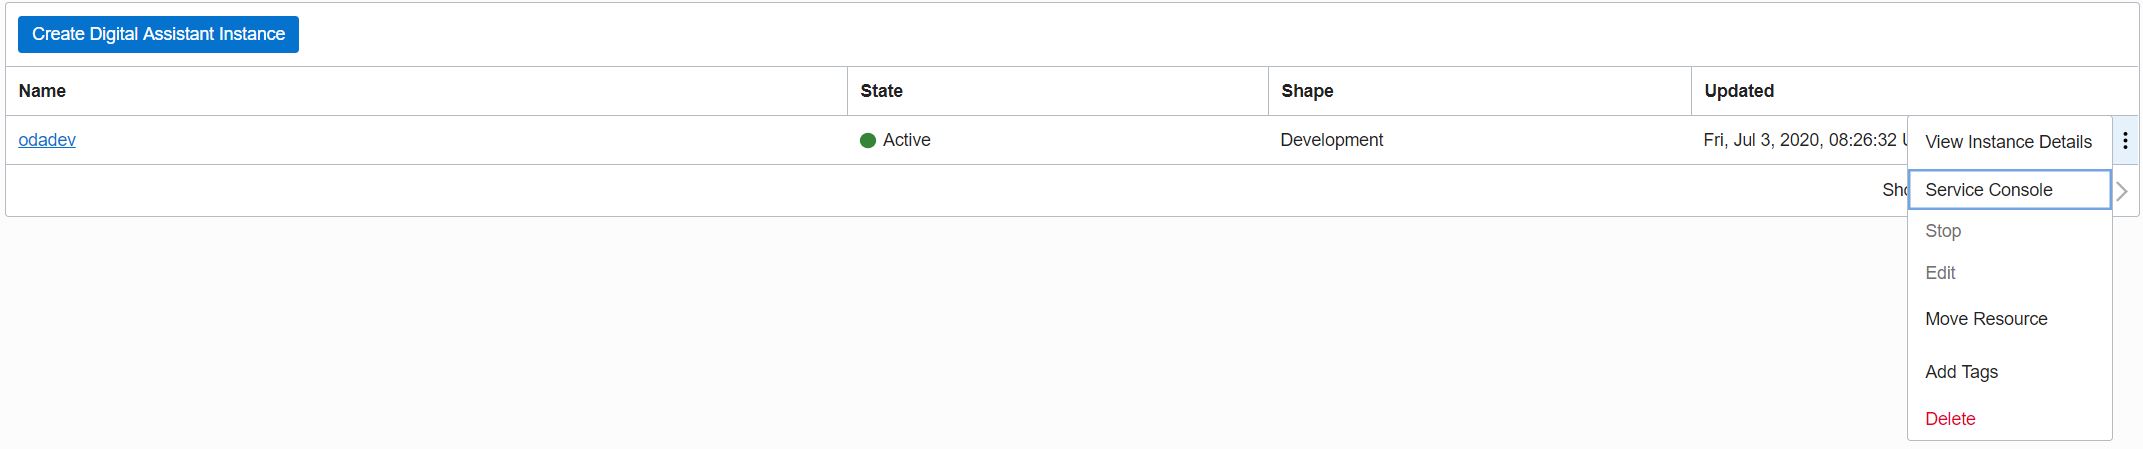 Create Digital Assistant Instance
Name State Shape Updated
odadev Active Development Fri, Jul 3, 2020, 08:26:32
View Instance Details
Service Console
Stop
Edit
Move Resource
Add Tags
Delete